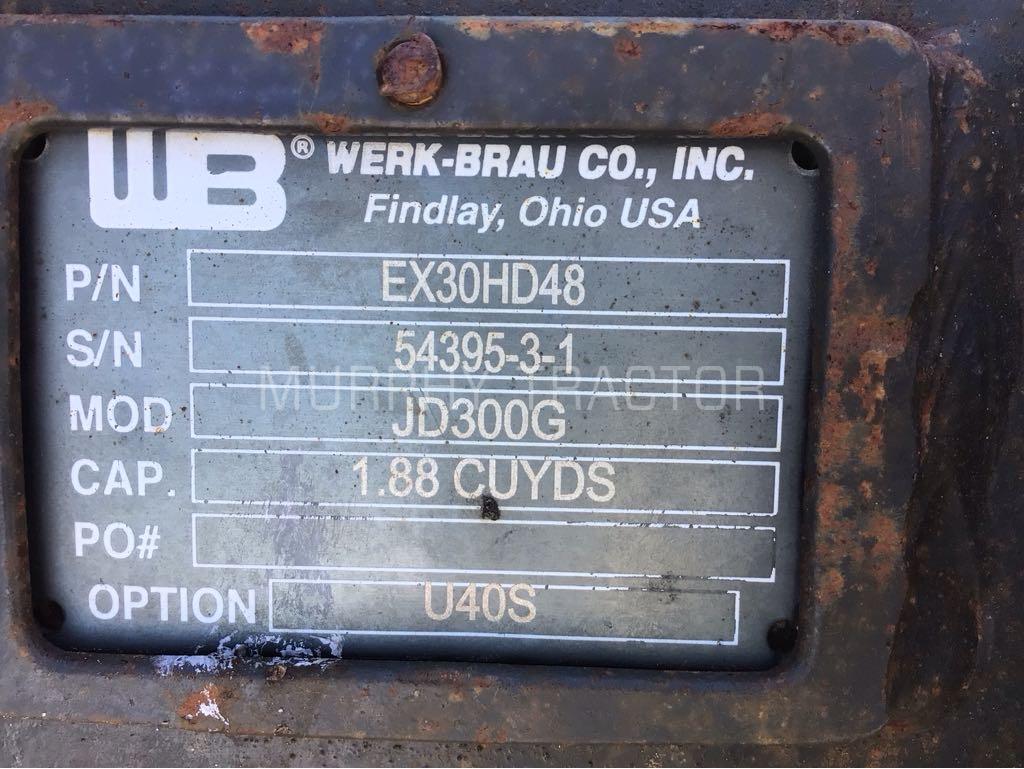 WB® WERK-BRAU CO., INC.
Findlay, Ohio USA
P/N EX30HD48
S/N 54395-3-1
MURPHY TRACTOR
MOD JD300G
CAP. 1.88 CUYDS
PO#
OPTION U40S